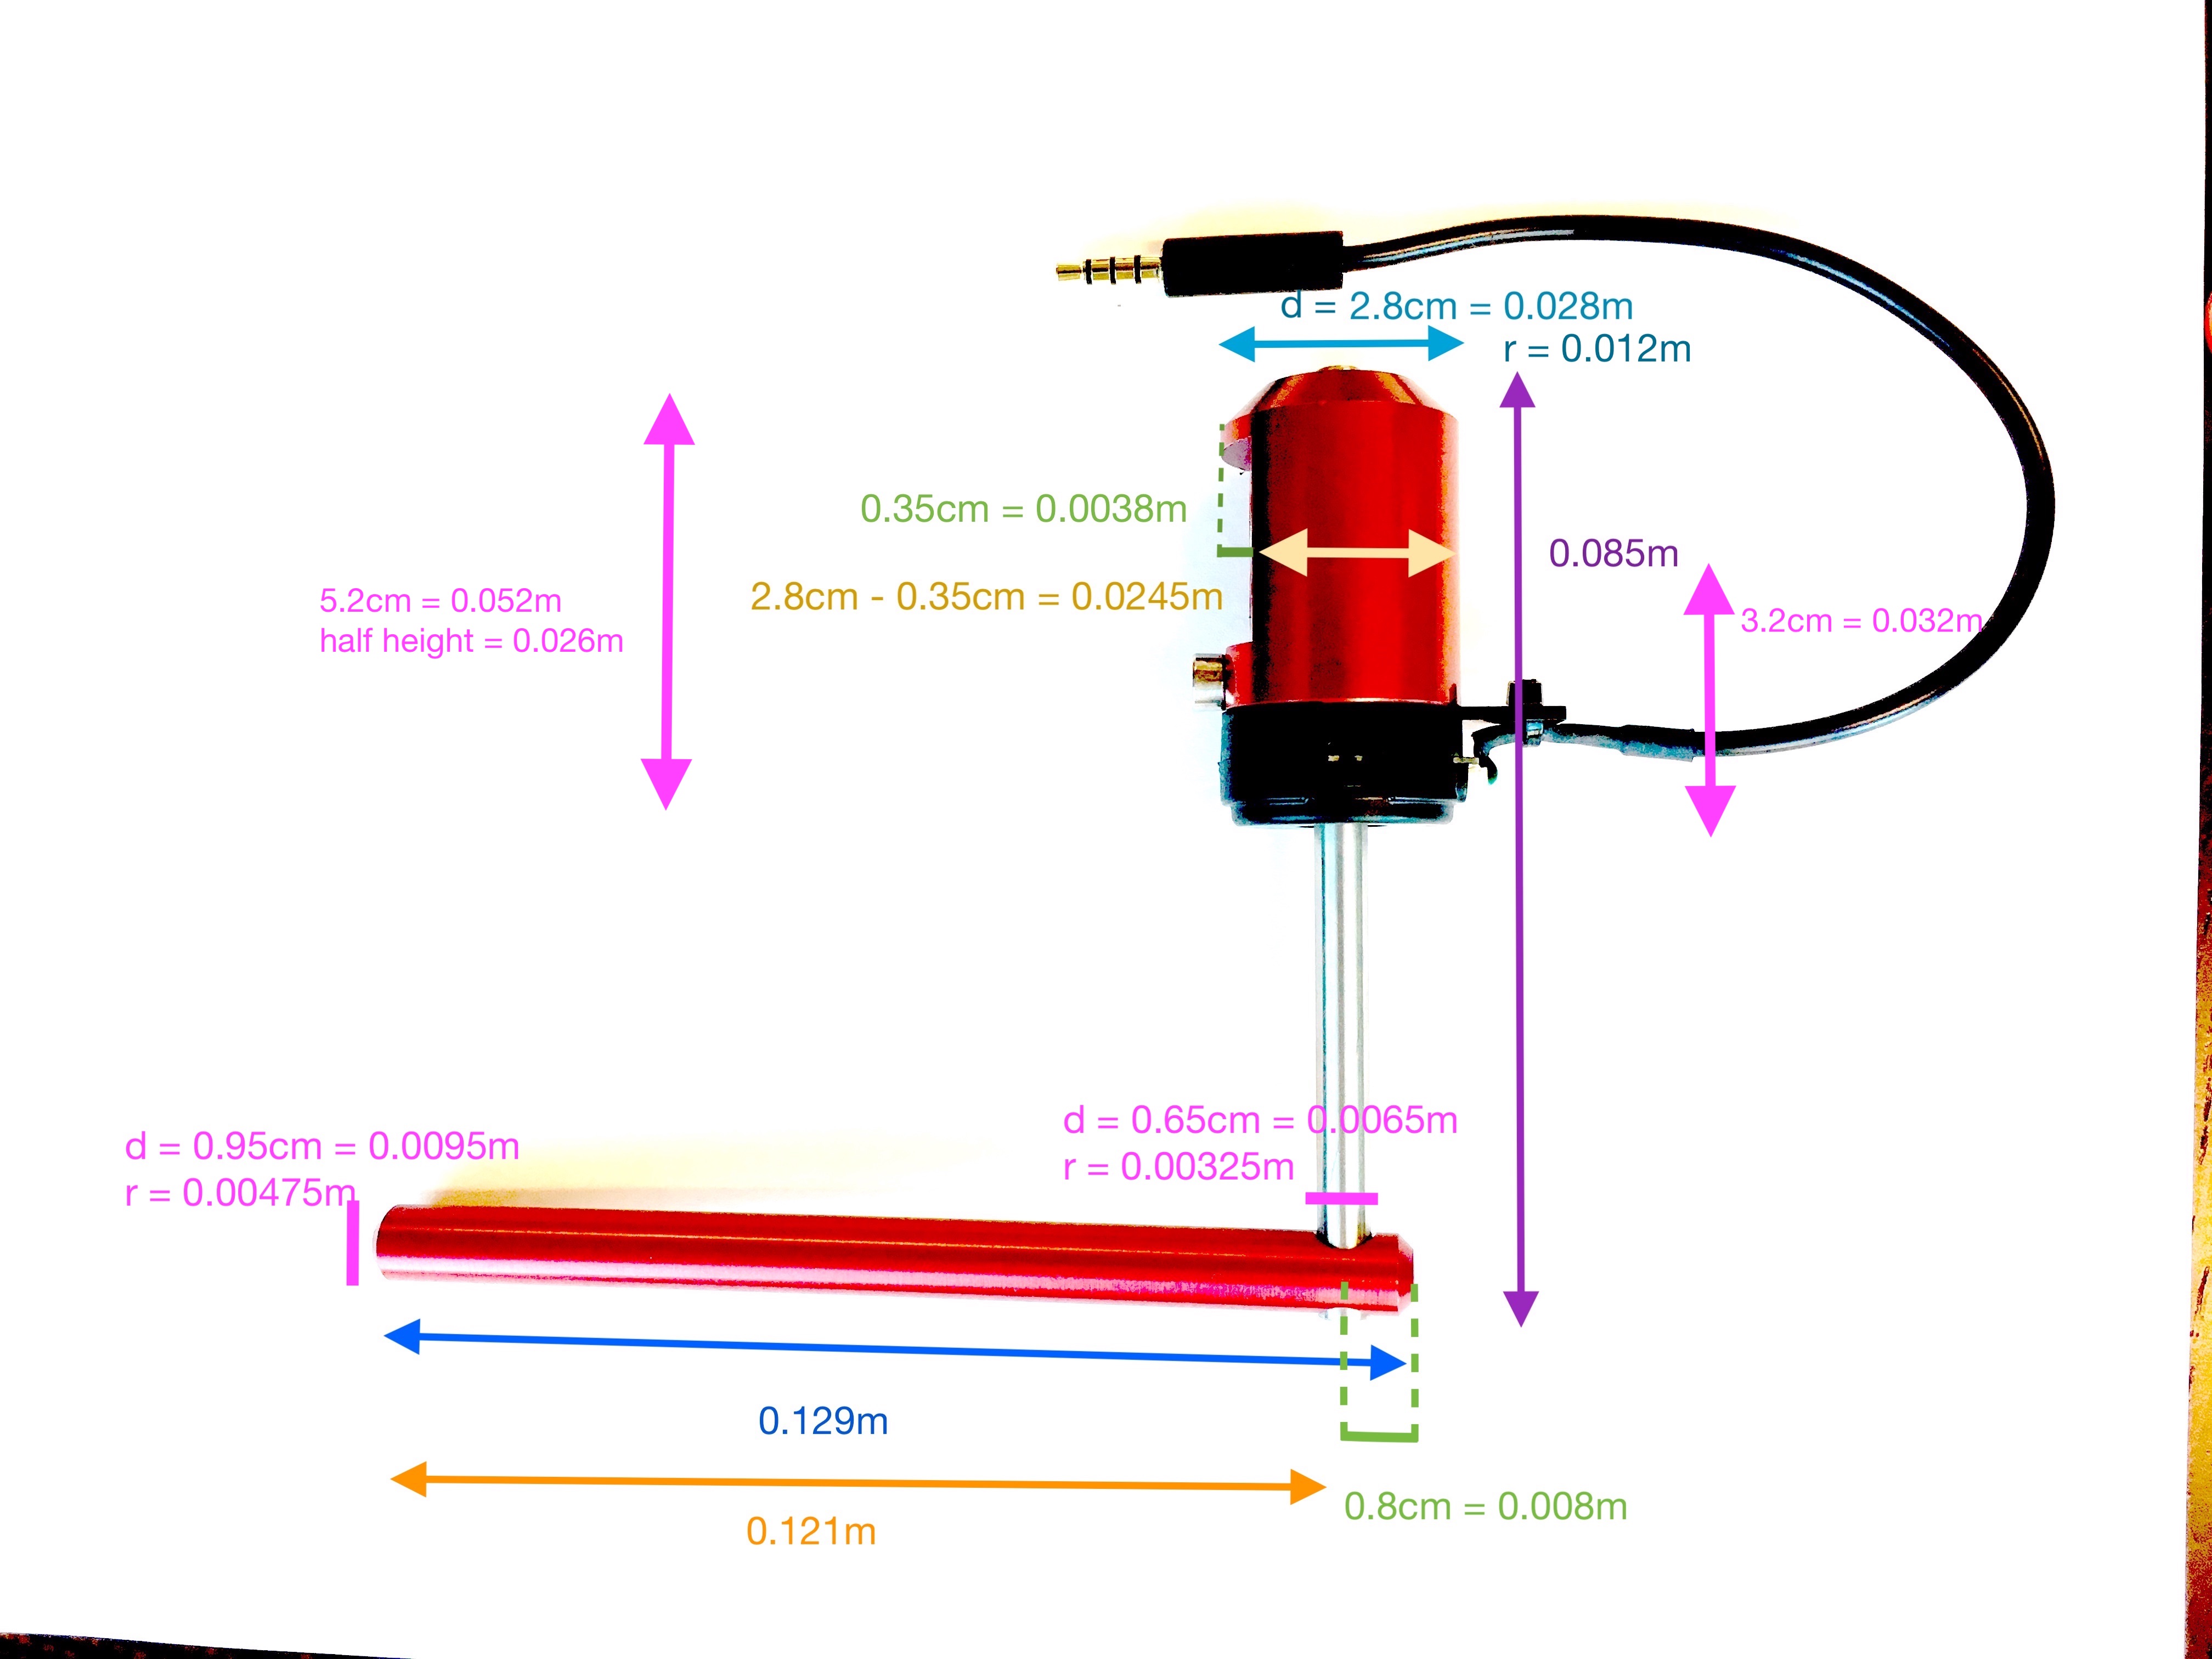 d = 2.8cm = 0.028m
r = 0.012m
0.35cm = 0.0038m
0.085m
2.8cm - 0.35cm = 0.0245m
5.2cm = 0.052m
half height = 0.026m
3.2cm = 0.032m
d = 0.65cm = 0.0065m
r = 0.00325m
d = 0.95cm = 0.0095m
r = 0.00475m
0.129m
0.8cm = 0.008m
0.121m